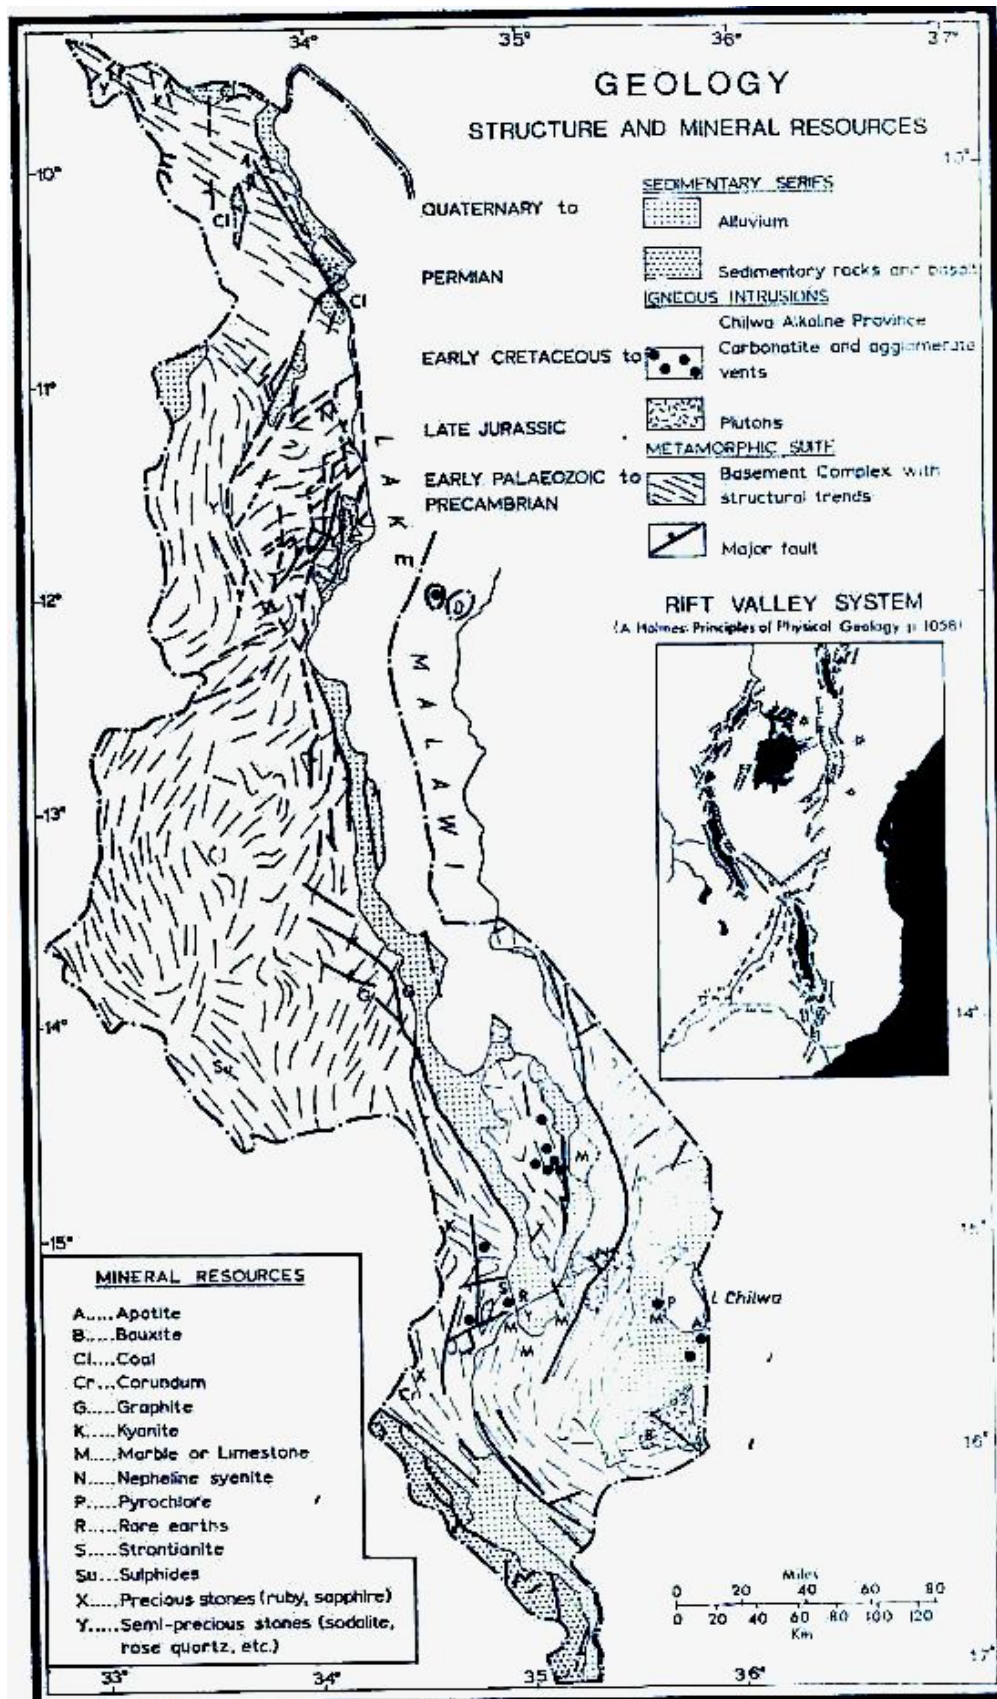 34°
35°
36°
37°
GEOLOGY
STRUCTURE AND MINERAL RESOURCES
10°
SEDIMENTARY SERIES
QUATERNARY to
Alluvium
PERMIAN
Sedimentary rocks and basalt
IGNEOUS INTRUSIONS
Chilwa Alkaline Province
EARLY CRETACEOUS to
Carbonatite and agglomerate
vents
LATE JURASSIC
Plutons
METAMORPHIC SUITE
EARLY PALAEOZOIC to
PRECAMBRIAN
Basement Complex with
structural trends
Major fault
11°
12°
13°
14°
15°
16°
17°
LAKE
MALAWI
RIFT VALLEY SYSTEM
(A Holmes: Principles of Physical Geology p 1058)
Cl
Cl
Y
G
Su
M
X
S
R
Y
M
M
M
P
M
A
L Chilwa
X
Cr
B
MINERAL RESOURCES
A.....Apatite
B.....Bauxite
Cl....Coal
Cr...Corundum
G.....Graphite
K.....Kyanite
M.....Marble or Limestone
N.....Nepheline syenite
P.....Pyrochlore
R.....Rare earths
S.....Strontianite
Su...Sulphides
X.....Precious stones (ruby, sapphire)
Y.....Semi-precious stones (sodalite,
rose quartz, etc.)
Miles
0 20 40 60 80
0 20 40 60 80 100 120
Km
33°
34°
35°
36°